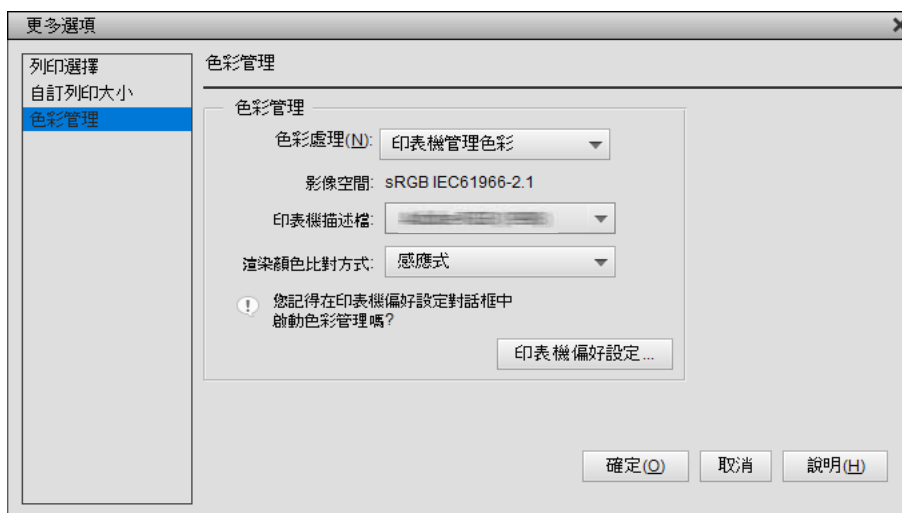 更多選項
列印選擇
自訂列印大小
色彩管理
色彩管理
色彩管理
色彩處理(N): 印表機管理色彩
影像空間: sRGB IEC61966-2.1
印表機描述檔:
渲染顏色比對方式: 感應式
您記得在印表機偏好設定對話框中
啟動色彩管理嗎?
印表機偏好設定...
確定(O) 取消 說明(H)